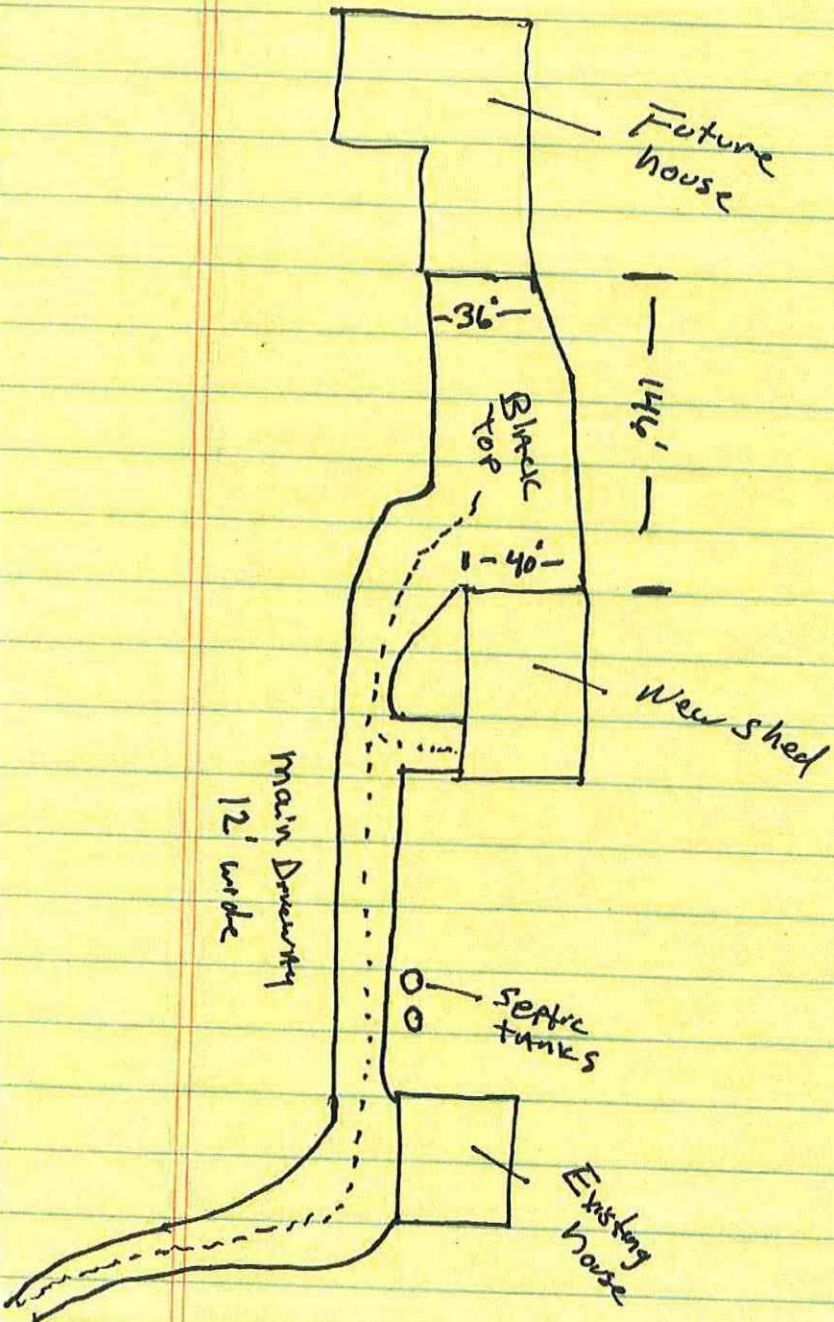 Future
house
-36'-
146'
Black
top
-40'-
New shed
main Driveway
12' wide
septic
tanks
Existing
house